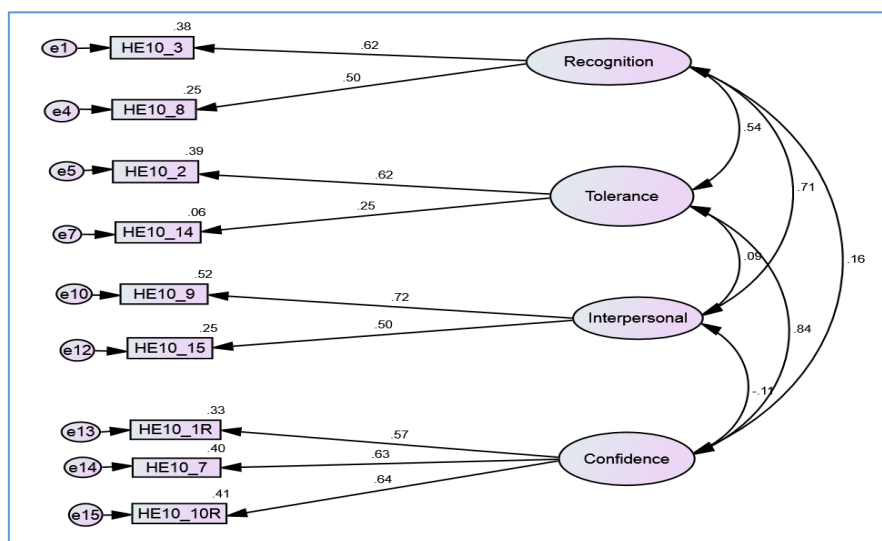 .38
e1 HE10_3 .62 Recognition
.25 .50
e4 HE10_8
.54
.39
e5 HE10_2 .62 .71
Tolerance
.06 .25
e7 HE10_14
.09 .16
.52
e10 HE10_9 .72
Interpersonal
.25 .50 .84
e12 HE10_15
-.11
.33
e13 HE10_1R .57
.40 Confidence
e14 HE10_7 .63
.64
.41
e15 HE10_10R